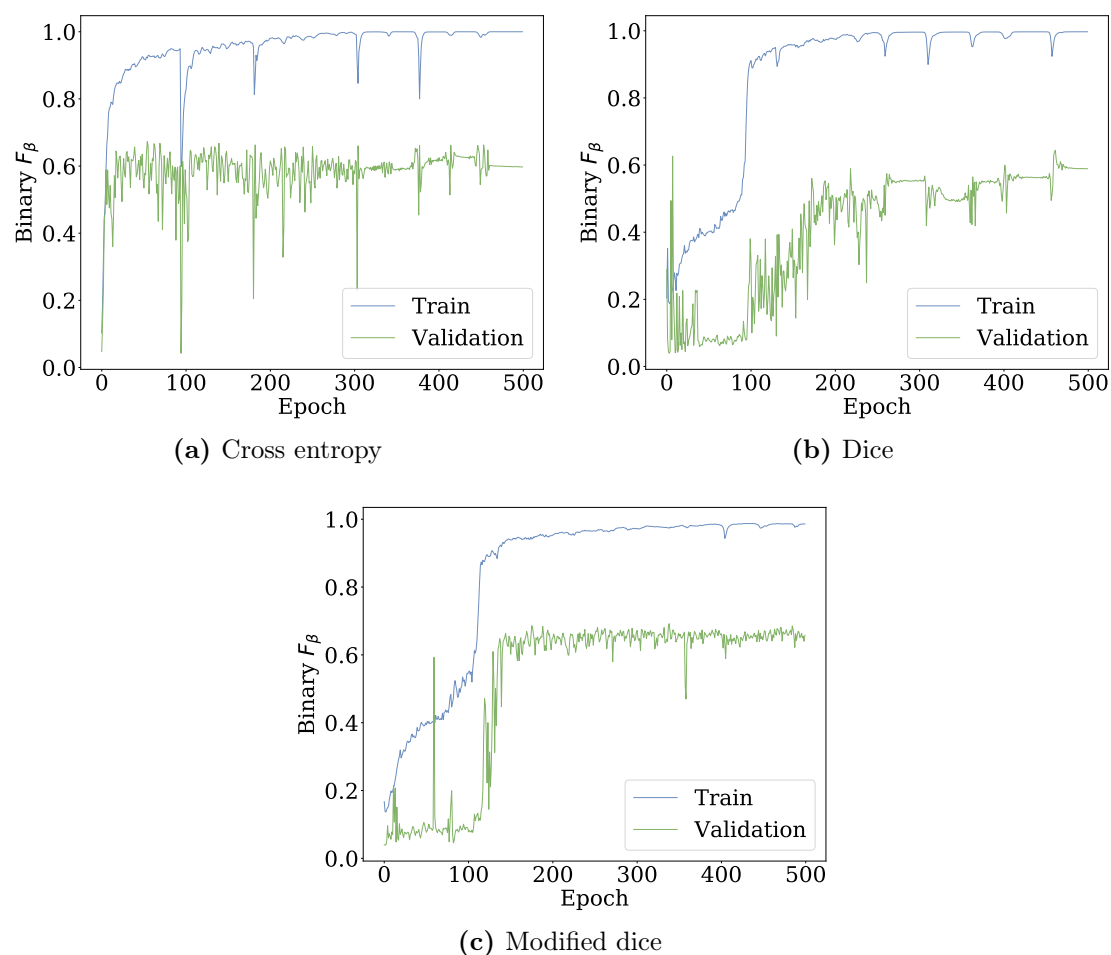 1.0
0.8
0.6
0.4
0.2
0.0
Binary Fβ
0 100 200 300 400 500
Epoch
Train
Validation
(a) Cross entropy
1.0
0.8
0.6
0.4
0.2
0.0
Binary Fβ
0 100 200 300 400 500
Epoch
Train
Validation
(b) Dice
1.0
0.8
0.6
0.4
0.2
0.0
Binary Fβ
0 100 200 300 400 500
Epoch
Train
Validation
(c) Modified dice